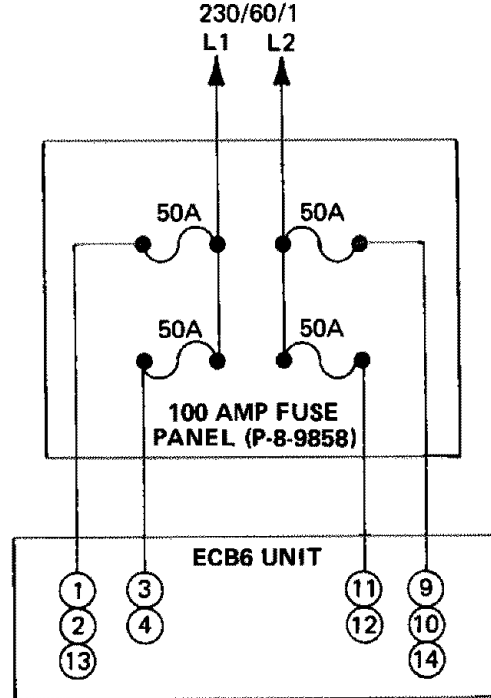 230/60/1
L1 L2
50A 50A
50A 50A
100 AMP FUSE
PANEL (P-8-9858)
ECB6 UNIT
1 3 11 9
2 4 12 10
13 14